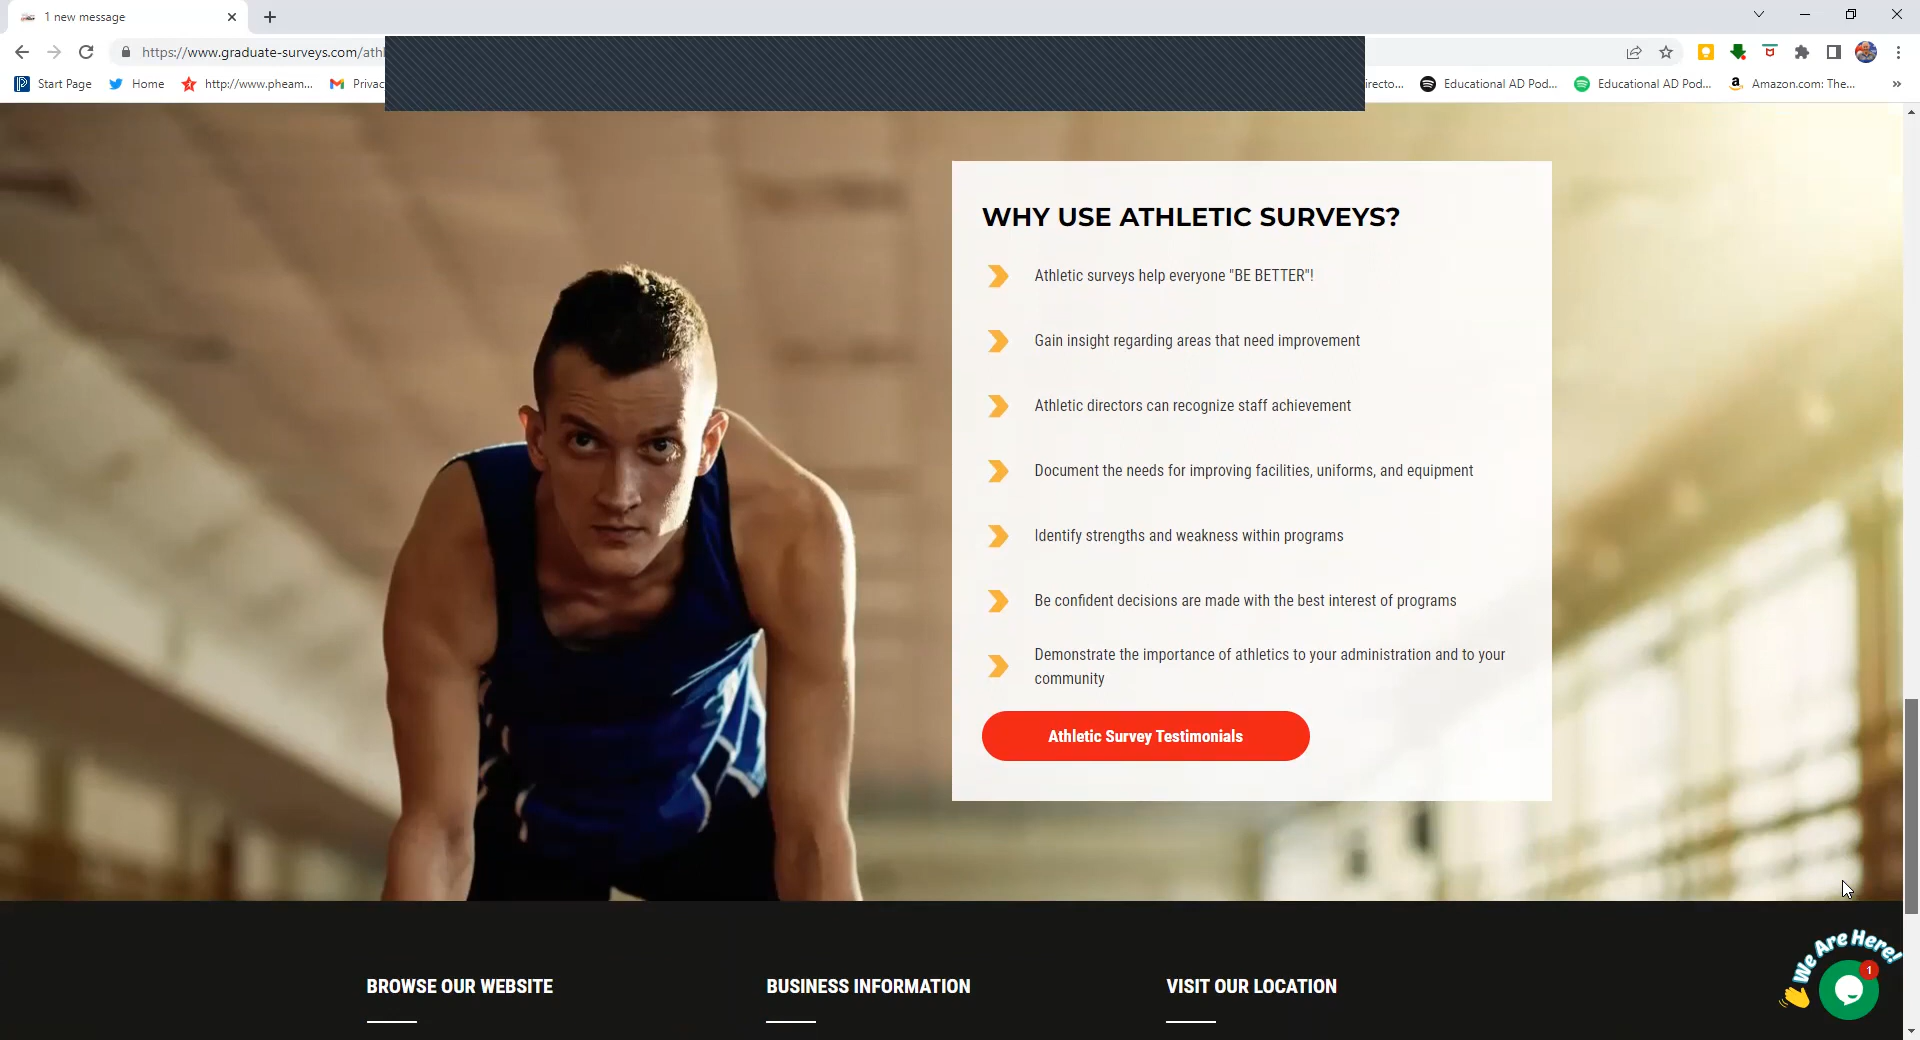 1 new message
https://www.graduate-surveys.com/ath
Start Page
Home
http://www.pheam...
Privac
irecto...
Educational AD Pod...
Educational AD Pod...
Amazon.com: The...
WHY USE ATHLETIC SURVEYS?
Athletic surveys help everyone "BE BETTER"!
Gain insight regarding areas that need improvement
Athletic directors can recognize staff achievement
Document the needs for improving facilities, uniforms, and equipment
Identify strengths and weakness within programs
Be confident decisions are made with the best interest of programs
Demonstrate the importance of athletics to your administration and to your
community
Athletic Survey Testimonials
We Are Here!
1
BROWSE OUR WEBSITE
BUSINESS INFORMATION
VISIT OUR LOCATION